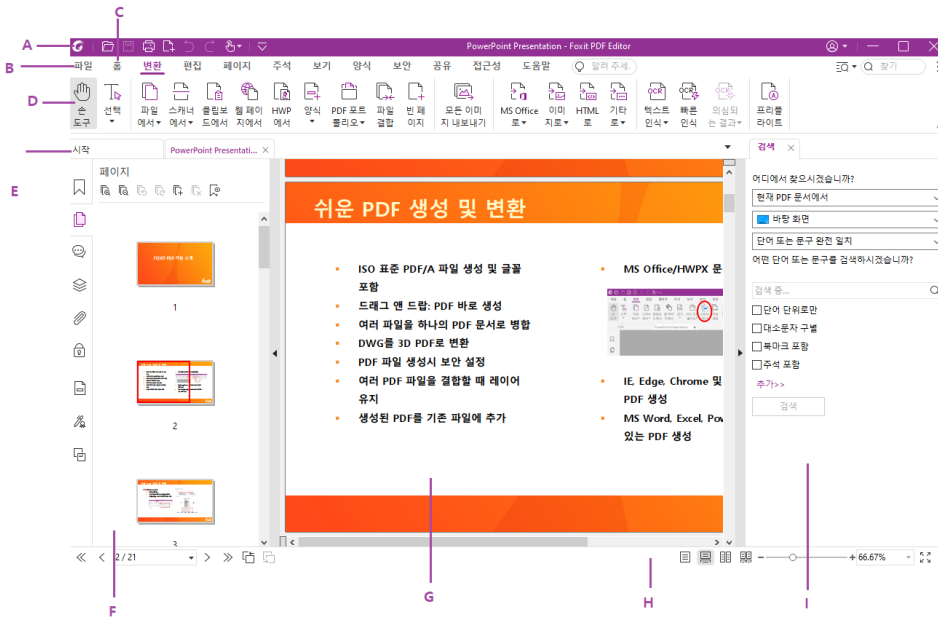 C
A
PowerPoint Presentation - Foxit PDF Editor
B
파일 홈 변환 편집 페이지 주석 보기 양식 보안 공유 접근성 도움말 알려 주세. 찾기
D
손 도구
선택
파일 에서
스캐너 에서
클립보 드에서
웹 페이 지에서
HWP 에서
양식
PDF 포트 폴리오
파일 결합
빈 페 이지
모든 이미 지 내보내기
MS Office 로
이미 지로
HTML 로
기타 로
OCR
텍스트 인식
OCR
빠른 인식
OCR
의심되 는 결과
프리플 라이트
시작
PowerPoint Presentati...
검색
E
페이지
어디에서 찾으시겠습니까?
현재 PDF 문서에서
바탕 화면
단어 또는 문구 완전 일치
어떤 단어 또는 문구를 검색하시겠습니까?
검색 중...
단어 단위로만
대소문자 구별
북마크 포함
주석 포함
추가>>
검색
1
2
3
쉬운 PDF 생성 및 변환
ISO 표준 PDF/A 파일 생성 및 글꼴
포함
드래그 앤 드랍: PDF 바로 생성
여러 파일을 하나의 PDF 문서로 병합
DWG를 3D PDF로 변환
PDF 파일 생성시 보안 설정
여러 PDF 파일을 결합할 때 레이어
유지
생성된 PDF를 기존 파일에 추가
MS Office/HWPX 문
IE, Edge, Chrome 및
PDF 생성
MS Word, Excel, Pow
있는 PDF 생성
2 / 21
66.67%
F
G
H
I